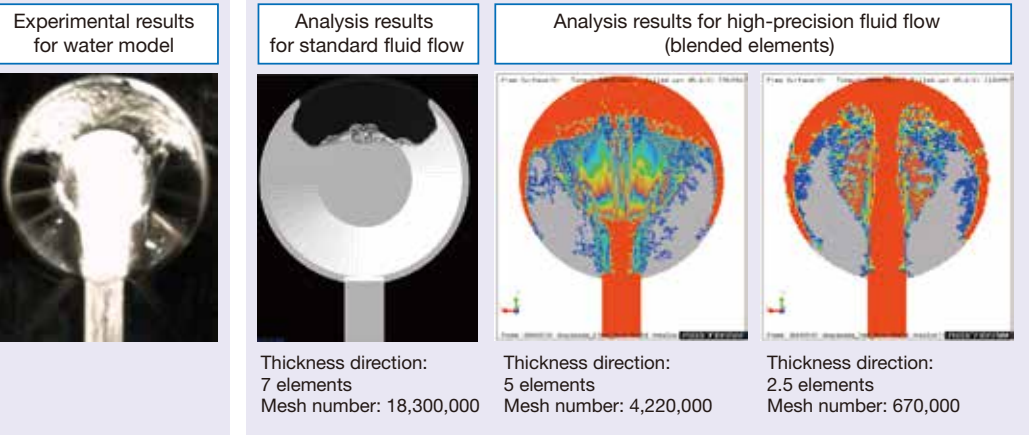 Experimental results
for water model
Analysis results
for standard fluid flow
Analysis results for high-precision fluid flow
(blended elements)
Thickness direction:
7 elements
Mesh number: 18,300,000
Thickness direction:
5 elements
Mesh number: 4,220,000
Thickness direction:
2.5 elements
Mesh number: 670,000